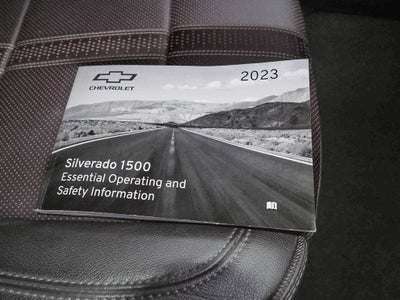 2023
CHEVROLET
Silverado 1500
Essential Operating and
Safety Information